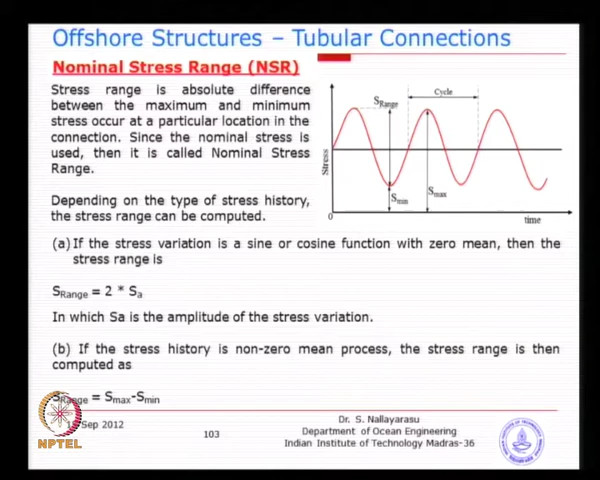 Offshore Structures – Tubular Connections
Nominal Stress Range (NSR)
Stress range is absolute difference
between the maximum and minimum
stress occur at a particular location in the
connection. Since the nominal stress is
used, then it is called Nominal Stress
Range.
Depending on the type of stress history,
the stress range can be computed.
Cycle
SRange
Stress
Smin
Smax
0
time
(a) If the stress variation is a sine or cosine function with zero mean, then the
stress range is
SRange = 2 * Sa
In which Sa is the amplitude of the stress variation.
(b) If the stress history is non-zero mean process, the stress range is then
computed as
SRange = Smax-Smin
Sep 2012
NPTEL
103
Dr. S. Nallayarasu
Department of Ocean Engineering
Indian Institute of Technology Madras-36